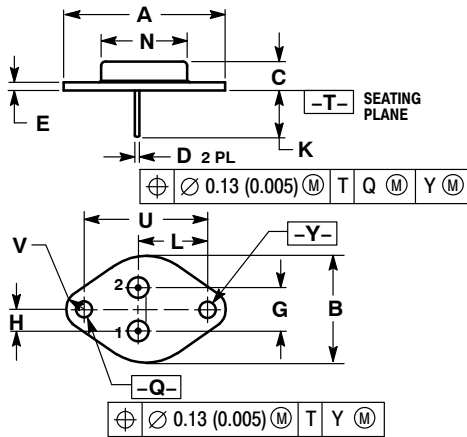 A
N
C
E
–T– SEATING PLANE
K
D 2 PL
⌖ ∅ 0.13 (0.005) Ⓜ T Q Ⓜ Y Ⓜ
U
V
L
–Y–
2
H
G
B
1
–Q–
⌖ ∅ 0.13 (0.005) Ⓜ T Y Ⓜ